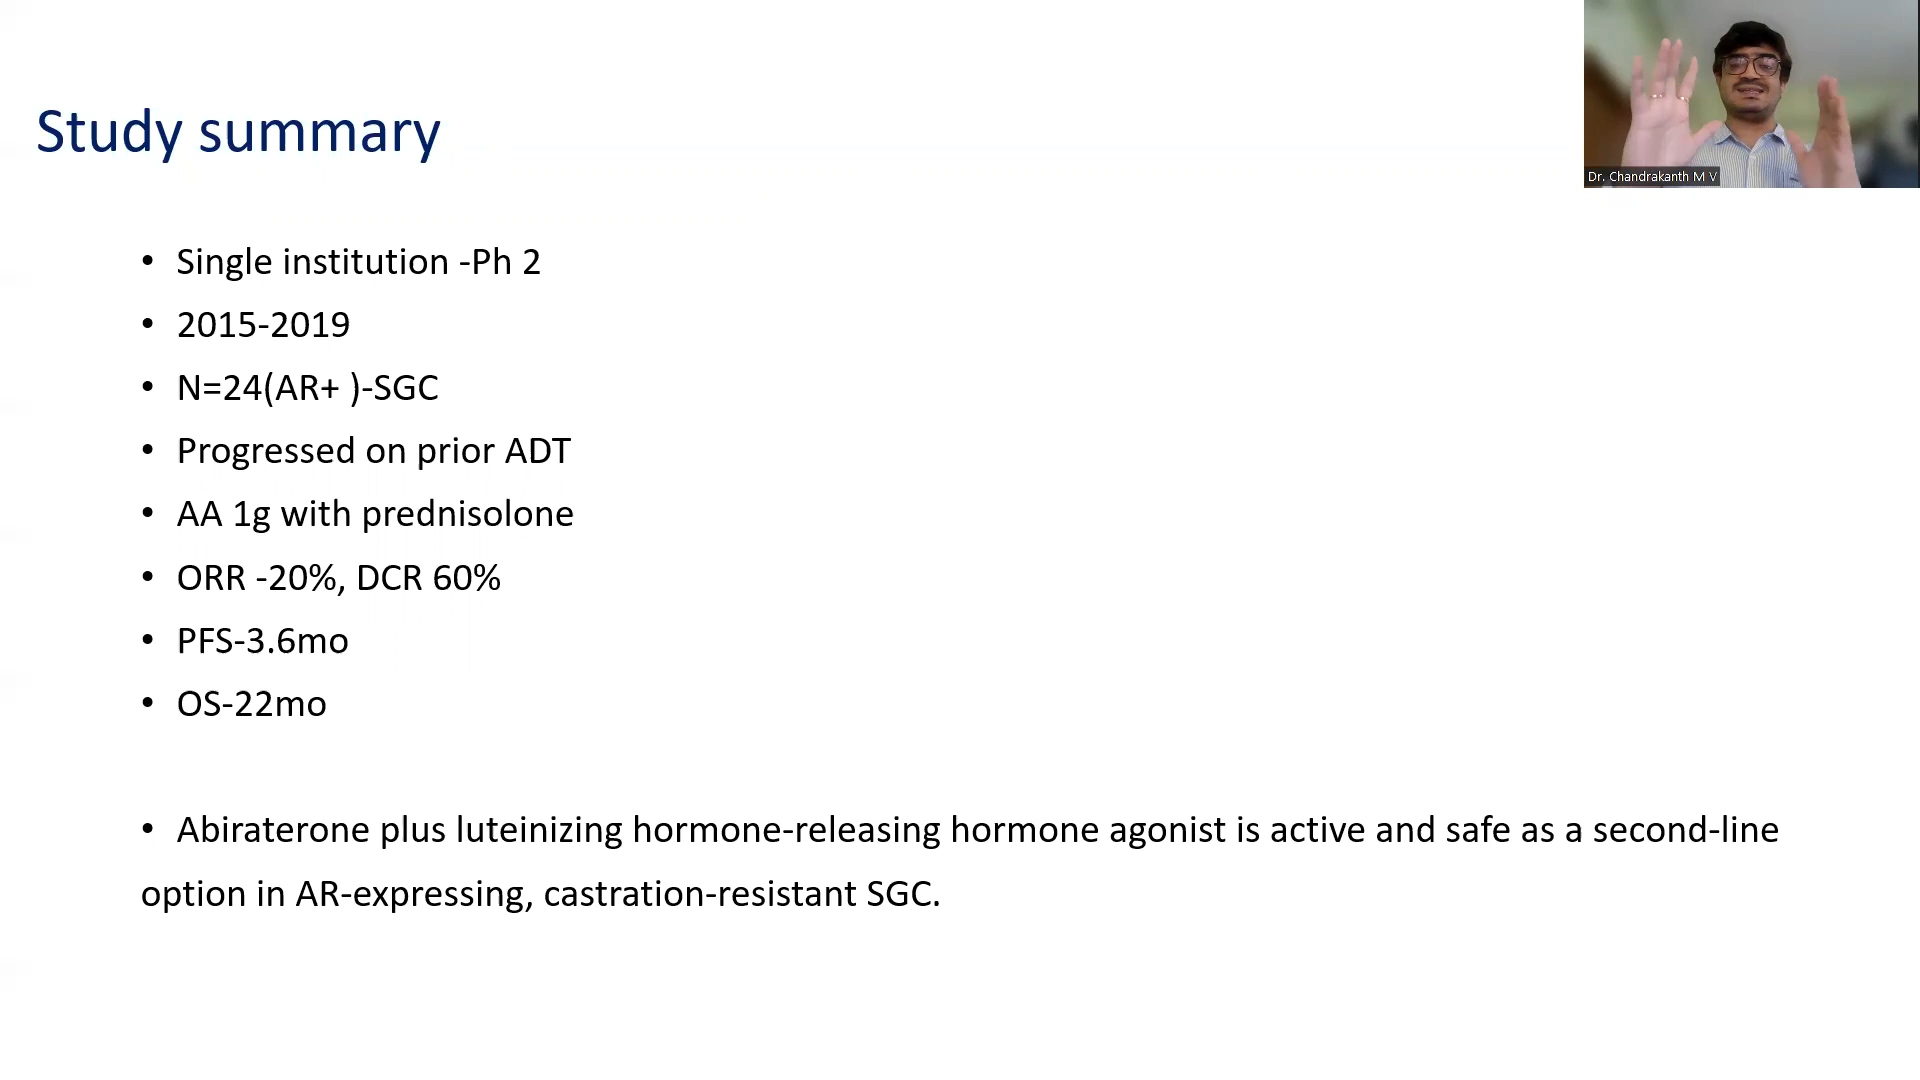 Study summary
Dr. Chandrakanth M V
• Single institution -Ph 2
• 2015-2019
• N=24(AR+ )-SGC
• Progressed on prior ADT
• AA 1g with prednisolone
• ORR -20%, DCR 60%
• PFS-3.6mo
• OS-22mo
• Abiraterone plus luteinizing hormone-releasing hormone agonist is active and safe as a second-line
option in AR-expressing, castration-resistant SGC.